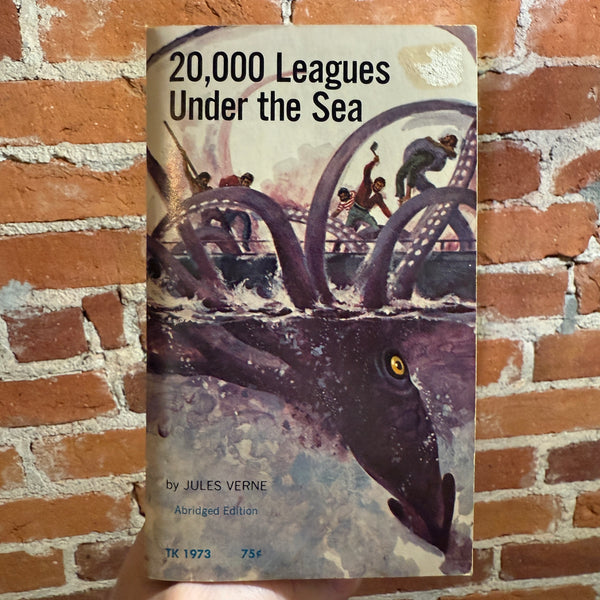 20,000 Leagues
Under the Sea
by JULES VERNE
Abridged Edition
TK 1973 75¢